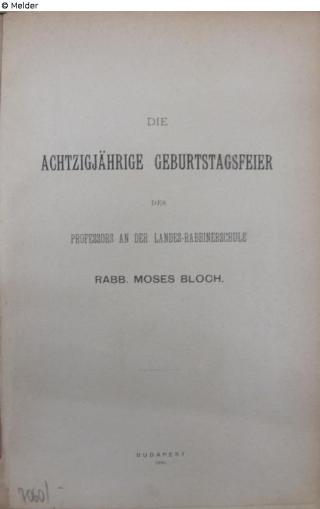 © Melder
DIE
ACHTZIGJÄHRIGE GEBURTSTAGSFEIER
DES
PROFESSORS AN DER LANDES-RABBINERSCHULE
RABB. MOSES BLOCH.
BUDAPEST